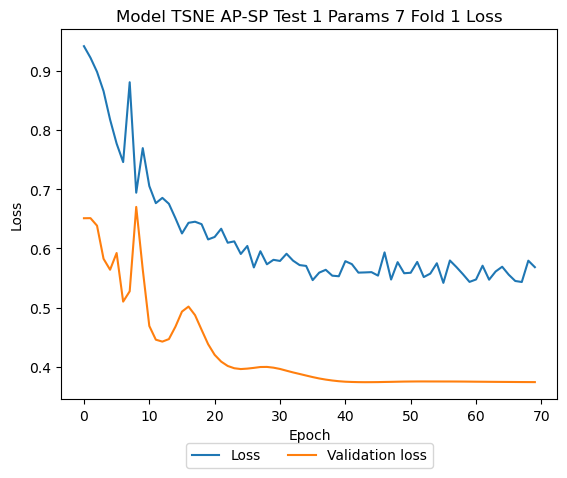 Model TSNE AP-SP Test 1 Params 7 Fold 1 Loss
0.9
0.8
0.7
0.6
0.5
0.4
Loss
0 10 20 30 40 50 60 70
Epoch
Loss Validation loss